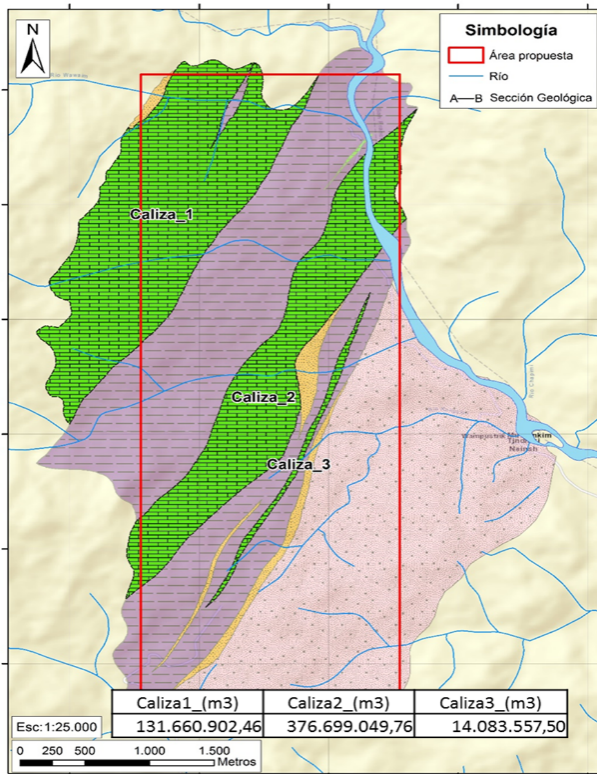 N
Simbología
Área propuesta
Río
A—B Sección Geológica
Caliza_1
Caliza_2
Caliza_3
Caliza1_(m3) Caliza2_(m3) Caliza3_(m3)
131.660.902,46 376.699.049,76 14.083.557,50
Esc:1:25.000
0 250 500 1.000 1.500
Metros